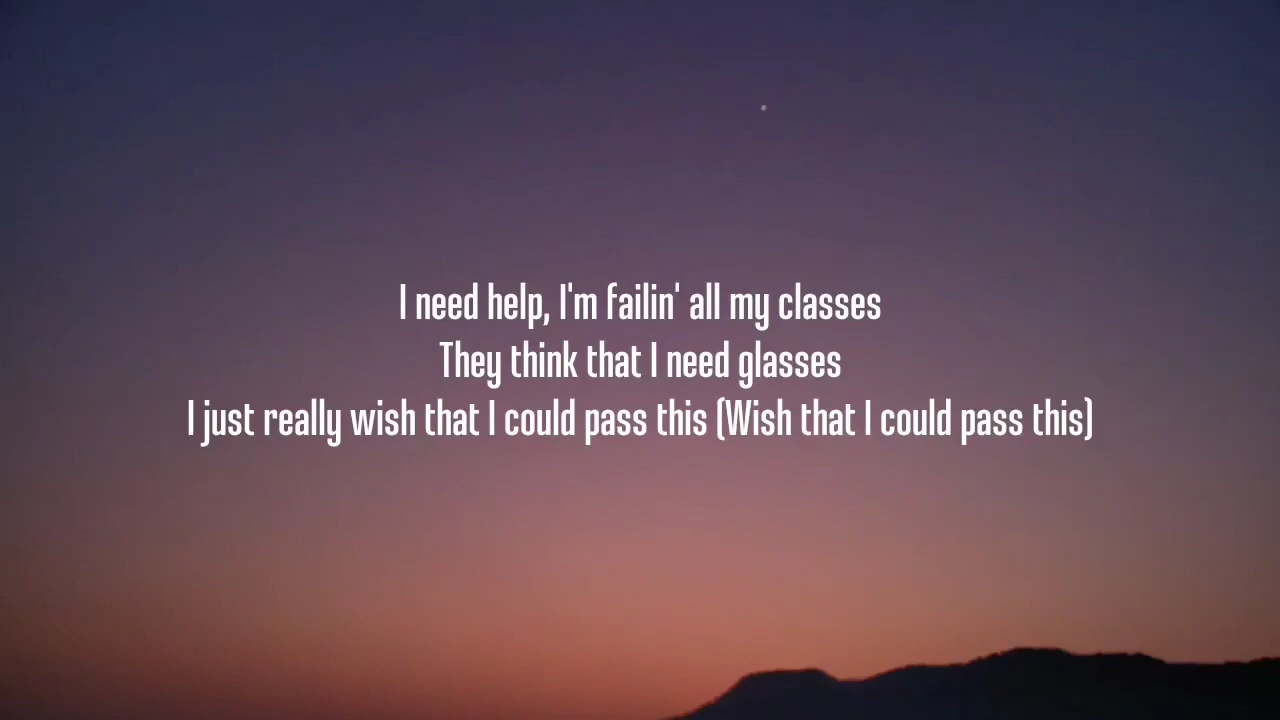 I need help, I'm failin' all my classes
They think that I need glasses
I just really wish that I could pass this (Wish that I could pass this)